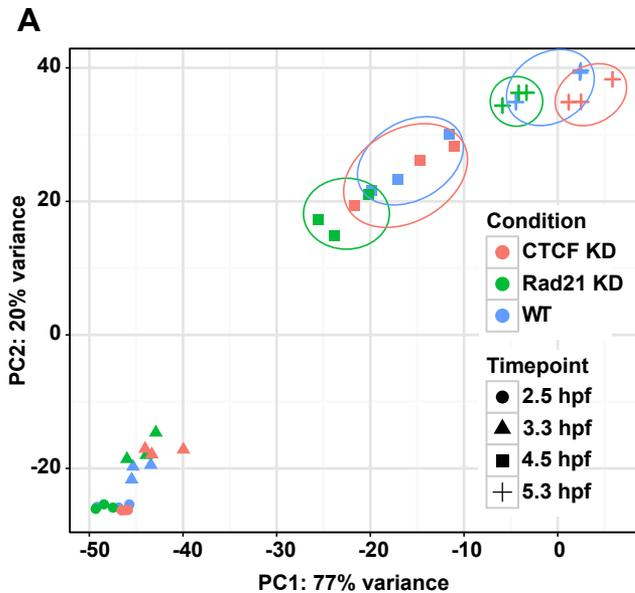 A
40
20
0
-20
PC2: 20% variance
-50
-40
-30
-20
-10
0
PC1: 77% variance
Condition
CTCF KD
Rad21 KD
WT
Timepoint
2.5 hpf
3.3 hpf
4.5 hpf
5.3 hpf